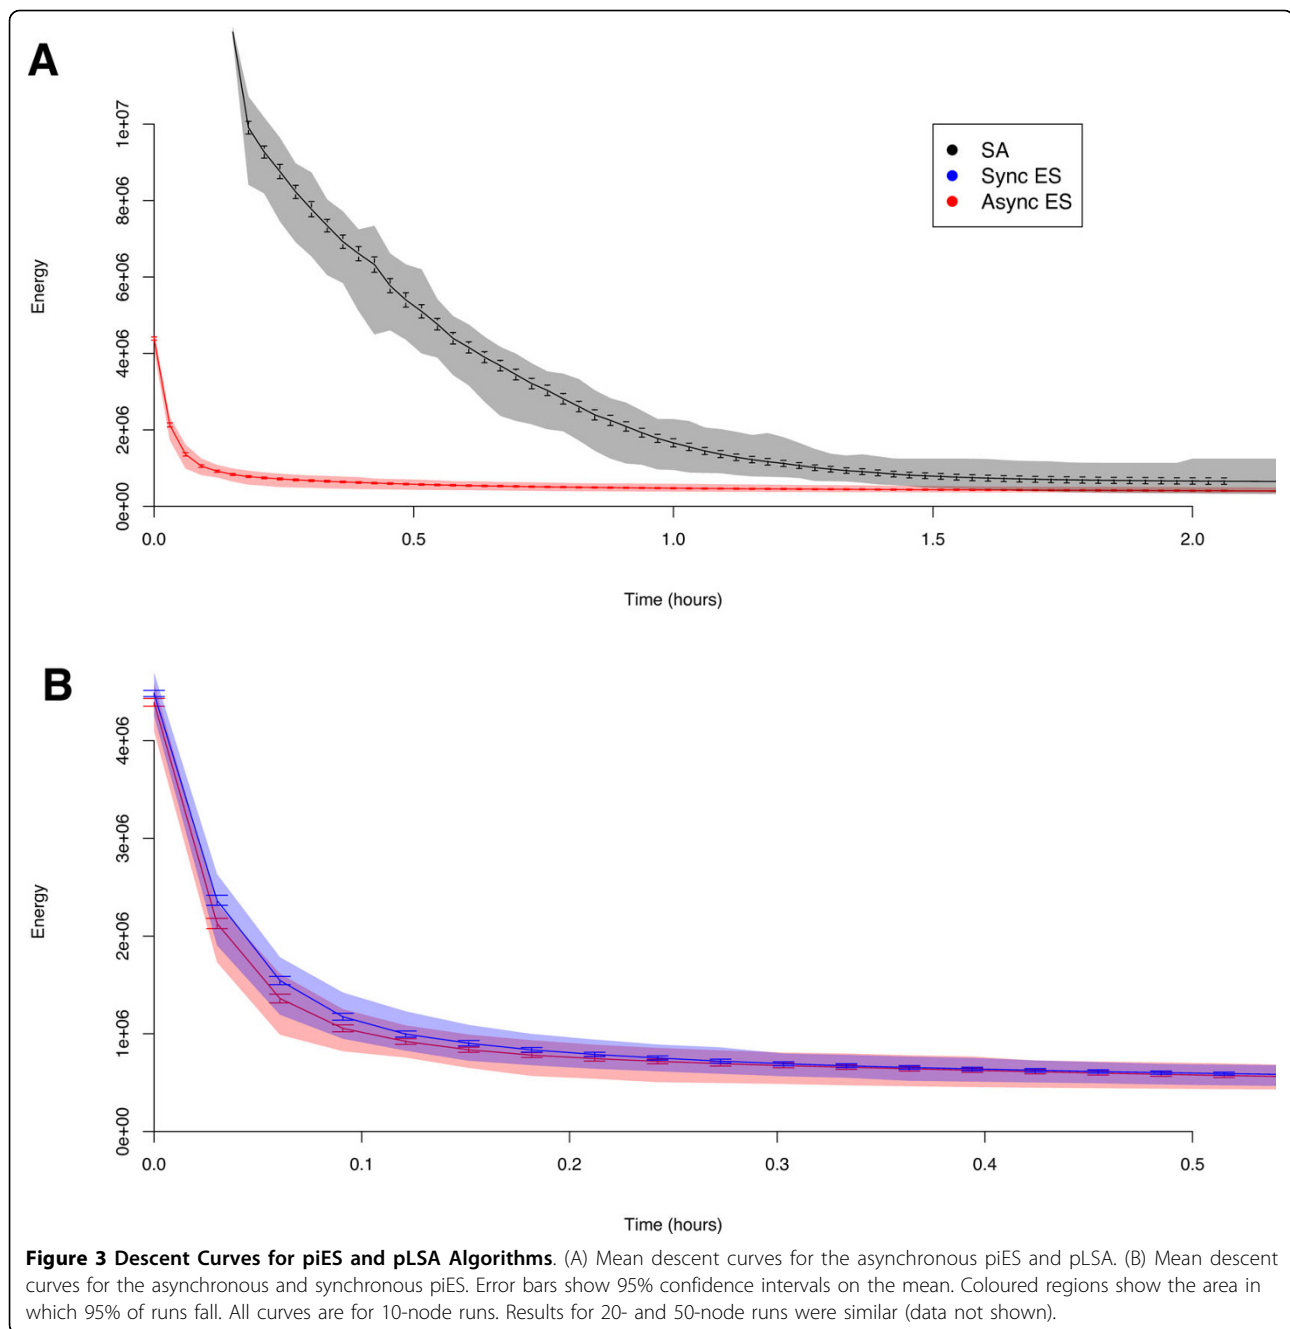 A
1e+07
8e+06
6e+06
4e+06
2e+06
0e+00
Energy
SA
Sync ES
Async ES
0.0 0.5 1.0 1.5 2.0
Time (hours)
B
4e+06
3e+06
2e+06
1e+06
0e+00
Energy
0.0 0.1 0.2 0.3 0.4 0.5
Time (hours)
Figure 3 Descent Curves for piES and pLSA Algorithms. (A) Mean descent curves for the asynchronous piES and pLSA. (B) Mean descent
curves for the asynchronous and synchronous piES. Error bars show 95% confidence intervals on the mean. Coloured regions show the area in
which 95% of runs fall. All curves are for 10-node runs. Results for 20- and 50-node runs were similar (data not shown).